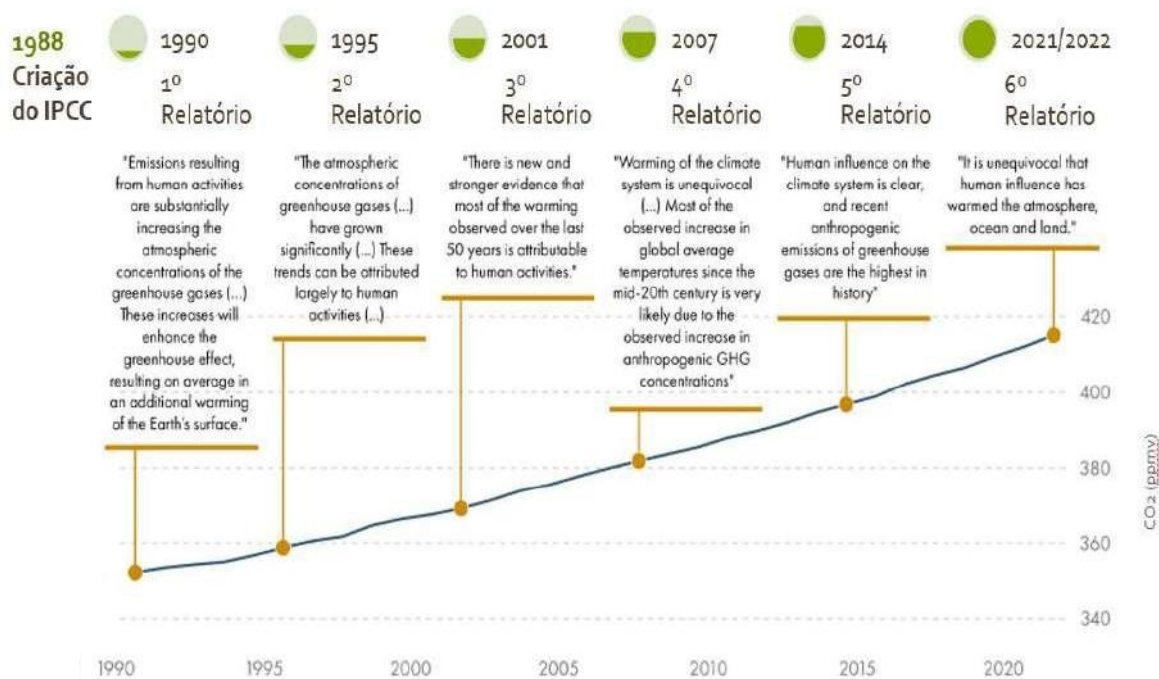 1988
Criação
do IPCC
1990
1º
Relatório
1995
2º
Relatório
2001
3º
Relatório
2007
4º
Relatório
2014
5º
Relatório
2021/2022
6º
Relatório
"Emissions resulting
from human activities
are substantially
increasing the
atmospheric
concentrations of the
greenhouse gases (...)
These increases will
enhance the
greenhouse effect,
resulting on average in
an additional warming
of the Earth's surface."
"The atmospheric
concentrations of
greenhouse gases (...)
have grown
significantly (...) These
trends can be attributed
largely to human
activities (...)
"There is new and
stronger evidence that
most of the warming
observed over the last
50 years is attributable
to human activities."
"Warming of the climate
system is unequivocal
(...) Most of the
observed increase in
global average
temperatures since the
mid-20th century is very
likely due to the
observed increase in
anthropogenic GHG
concentrations"
"Human influence on the
climate system is clear,
and recent
anthropogenic
emissions of greenhouse
gases are the highest in
history"
"It is unequivocal that
human influence has
warmed the atmosphere,
ocean and land."
420
400
380
360
340
CO2 (ppmv)
1990 1995 2000 2005 2010 2015 2020